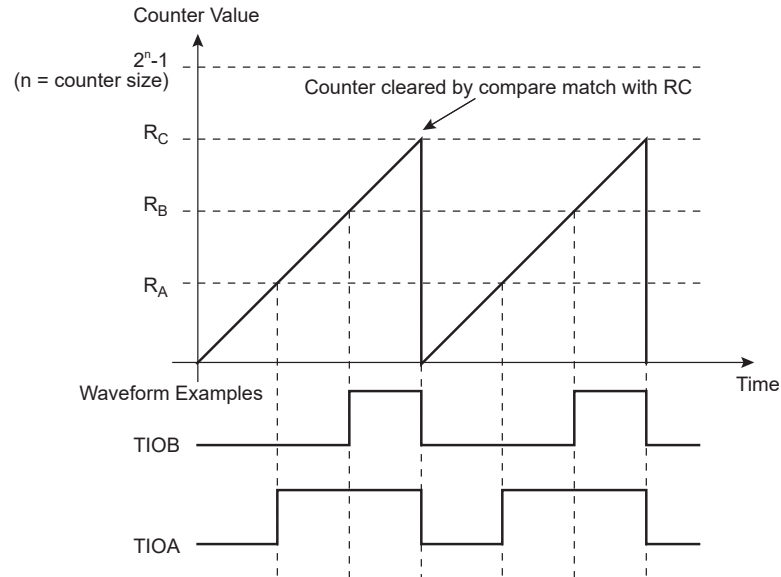 Counter Value
2ⁿ-1
(n = counter size)
Counter cleared by compare match with RC
R_C
R_B
R_A
Time
Waveform Examples
TIOB
TIOA